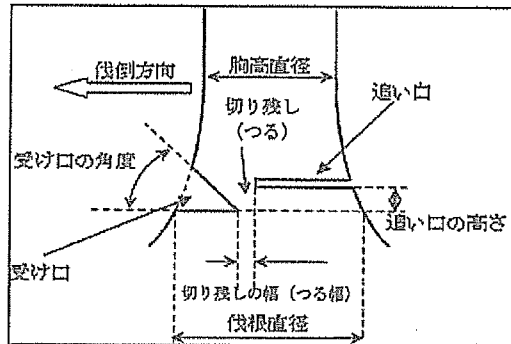 伐倒方向
胸高直径
切り残し
(つる)
追い口
受け口の角度
追い口の高さ
受け口
切り残しの幅(つる幅)
伐根直径